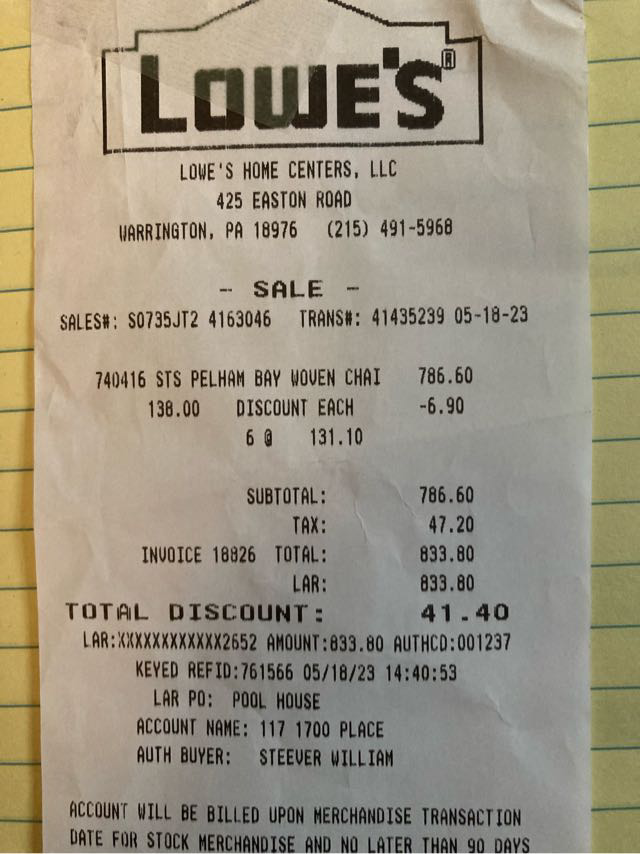 LOWE'S®
LOWE'S HOME CENTERS, LLC
425 EASTON ROAD
WARRINGTON, PA 18976 (215) 491-5968
- SALE -
SALES#: S0735JT2 4163046 TRANS#: 41435239 05-18-23
740416 STS PELHAM BAY WOVEN CHAI 786.60
138.00 DISCOUNT EACH -6.90
6 @ 131.10
SUBTOTAL: 786.60
TAX: 47.20
INVOICE 18826 TOTAL: 833.80
LAR: 833.80
TOTAL DISCOUNT: 41.40
LAR:XXXXXXXXXXXX2652 AMOUNT:833.80 AUTHCD:001237
KEYED REFID:761566 05/18/23 14:40:53
LAR PO: POOL HOUSE
ACCOUNT NAME: 117 1700 PLACE
AUTH BUYER: STEEVER WILLIAM
ACCOUNT WILL BE BILLED UPON MERCHANDISE TRANSACTION
DATE FOR STOCK MERCHANDISE AND NO LATER THAN 90 DAYS